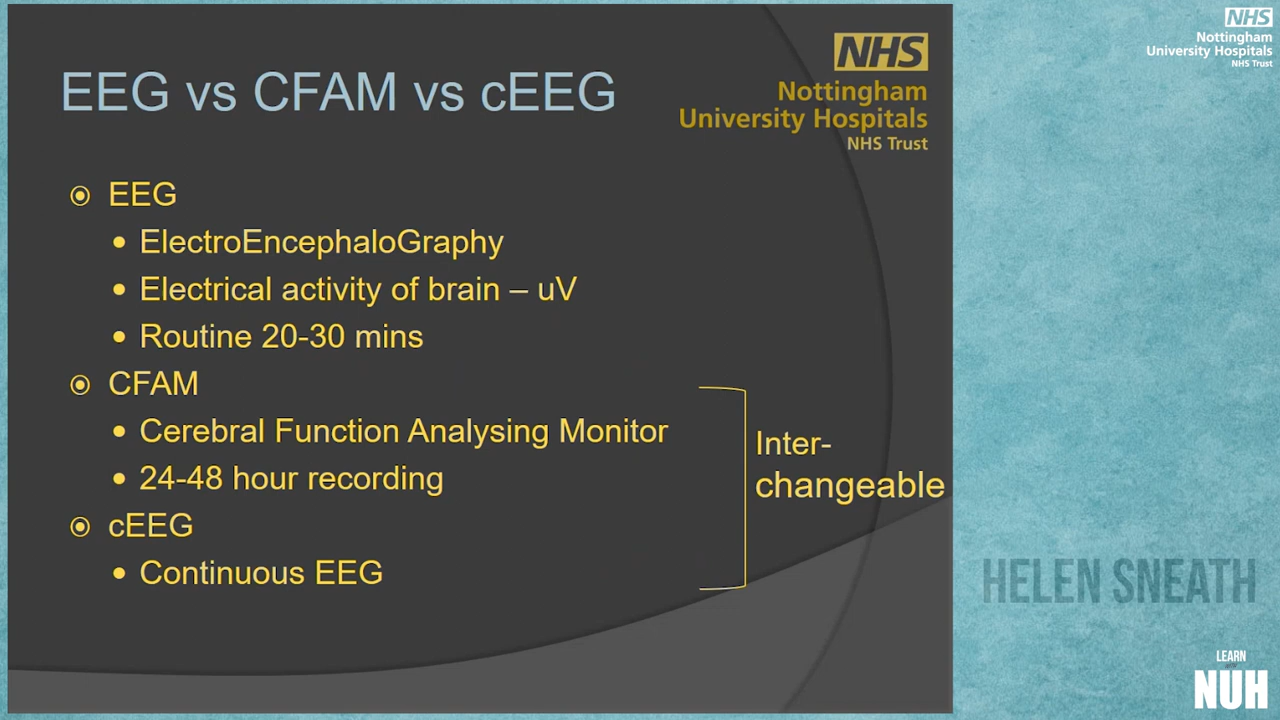 EEG vs CFAM vs cEEG
NHS
Nottingham
University Hospitals
NHS Trust
EEG
ElectroEncephaloGraphy
Electrical activity of brain – uV
Routine 20-30 mins
CFAM
Cerebral Function Analysing Monitor
24-48 hour recording
cEEG
Continuous EEG
Inter-
changeable
NHS
Nottingham
University Hospitals
NHS Trust
HELEN SNEATH
LEARN
NUH